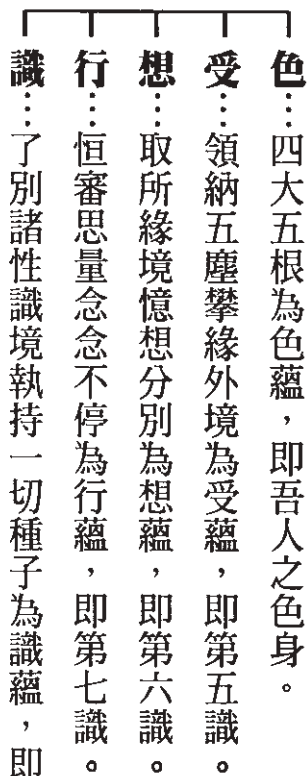 色…四大五根為色蘊，即吾人之色身。
受…領納五塵攀緣外境為受蘊，即第五識。
想…取所緣境憶想分別為想蘊，即第六識。
行…恒審思量念念不停為行蘊，即第七識。
識…了別諸性識境執持一切種子為識蘊，即